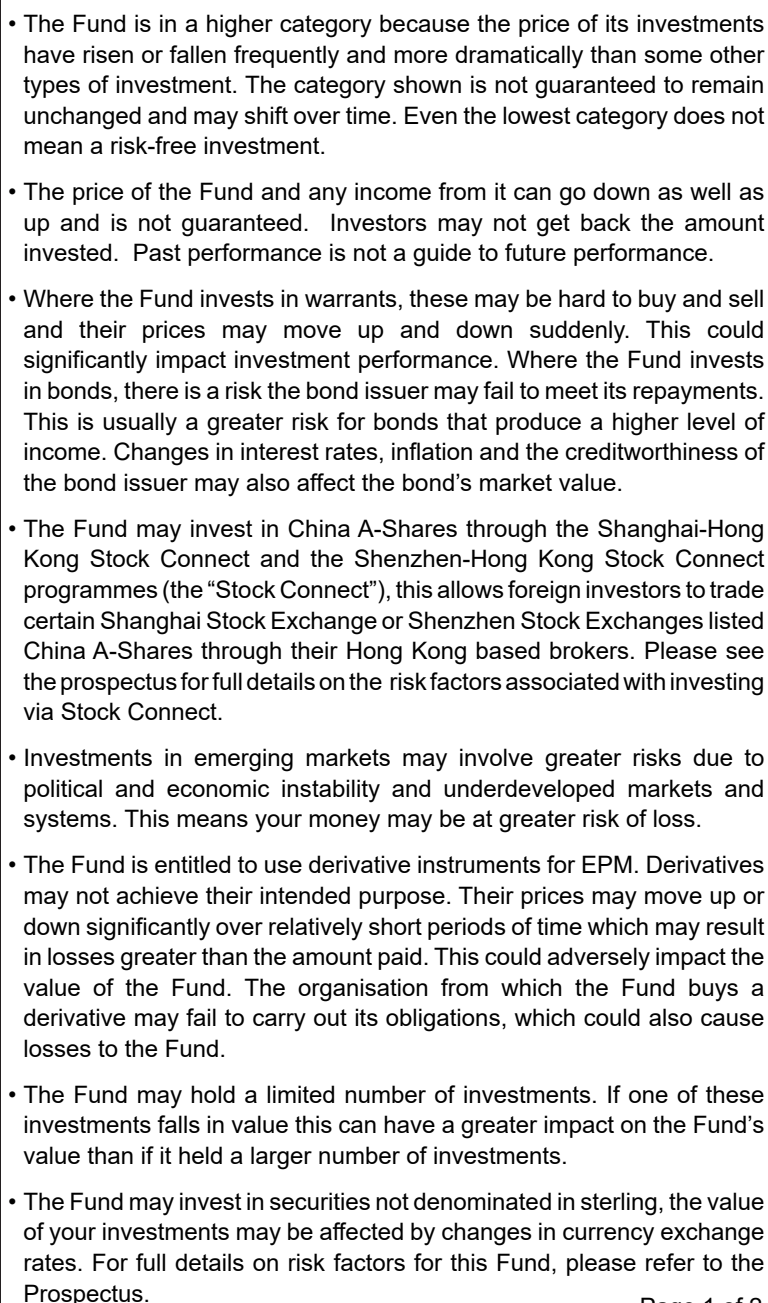 • The Fund is in a higher category because the price of its investments
have risen or fallen frequently and more dramatically than some other
types of investment. The category shown is not guaranteed to remain
unchanged and may shift over time. Even the lowest category does not
mean a risk-free investment.
• The price of the Fund and any income from it can go down as well as
up and is not guaranteed. Investors may not get back the amount
invested. Past performance is not a guide to future performance.
• Where the Fund invests in warrants, these may be hard to buy and sell
and their prices may move up and down suddenly. This could
significantly impact investment performance. Where the Fund invests
in bonds, there is a risk the bond issuer may fail to meet its repayments.
This is usually a greater risk for bonds that produce a higher level of
income. Changes in interest rates, inflation and the creditworthiness of
the bond issuer may also affect the bond’s market value.
• The Fund may invest in China A-Shares through the Shanghai-Hong
Kong Stock Connect and the Shenzhen-Hong Kong Stock Connect
programmes (the “Stock Connect”), this allows foreign investors to trade
certain Shanghai Stock Exchange or Shenzhen Stock Exchanges listed
China A-Shares through their Hong Kong based brokers. Please see
the prospectus for full details on the risk factors associated with investing
via Stock Connect.
• Investments in emerging markets may involve greater risks due to
political and economic instability and underdeveloped markets and
systems. This means your money may be at greater risk of loss.
• The Fund is entitled to use derivative instruments for EPM. Derivatives
may not achieve their intended purpose. Their prices may move up or
down significantly over relatively short periods of time which may result
in losses greater than the amount paid. This could adversely impact the
value of the Fund. The organisation from which the Fund buys a
derivative may fail to carry out its obligations, which could also cause
losses to the Fund.
• The Fund may hold a limited number of investments. If one of these
investments falls in value this can have a greater impact on the Fund’s
value than if it held a larger number of investments.
• The Fund may invest in securities not denominated in sterling, the value
of your investments may be affected by changes in currency exchange
rates. For full details on risk factors for this Fund, please refer to the
Prospectus.
Page 1 of